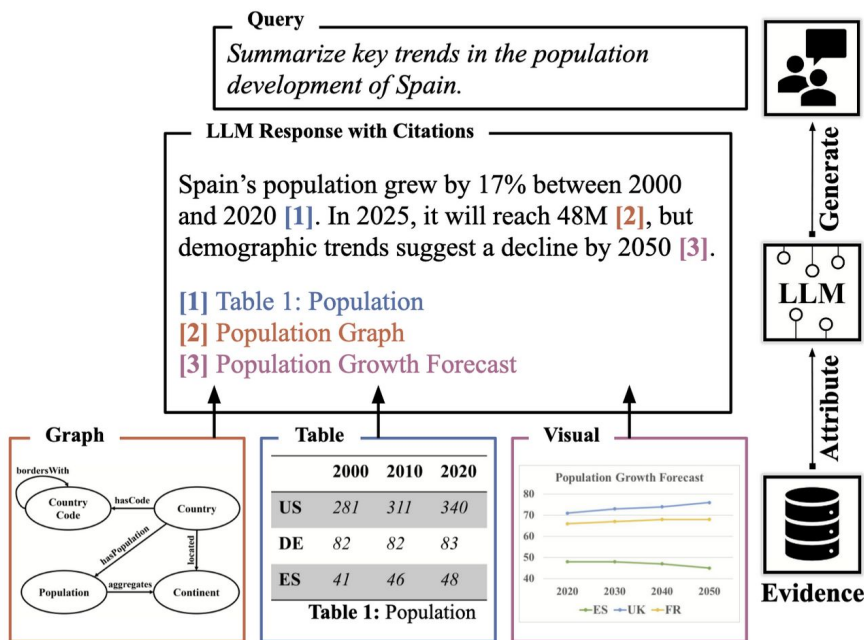 Query
Summarize key trends in the population
development of Spain.
LLM Response with Citations
Spain's population grew by 17% between 2000
and 2020 [1]. In 2025, it will reach 48M [2], but
demographic trends suggest a decline by 2050 [3].
[1] Table 1: Population
[2] Population Graph
[3] Population Growth Forecast
Generate
LLM
Attribute
Evidence
Graph
bordersWith
Country
Code
hasCode
Country
hasPopulation
located
Population
aggregates
Continent
Table
2000 2010 2020
US 281 311 340
DE 82 82 83
ES 41 46 48
Table 1: Population
Visual
Population Growth Forecast
80
70
60
50
40
2020 2030 2040 2050
ES UK FR